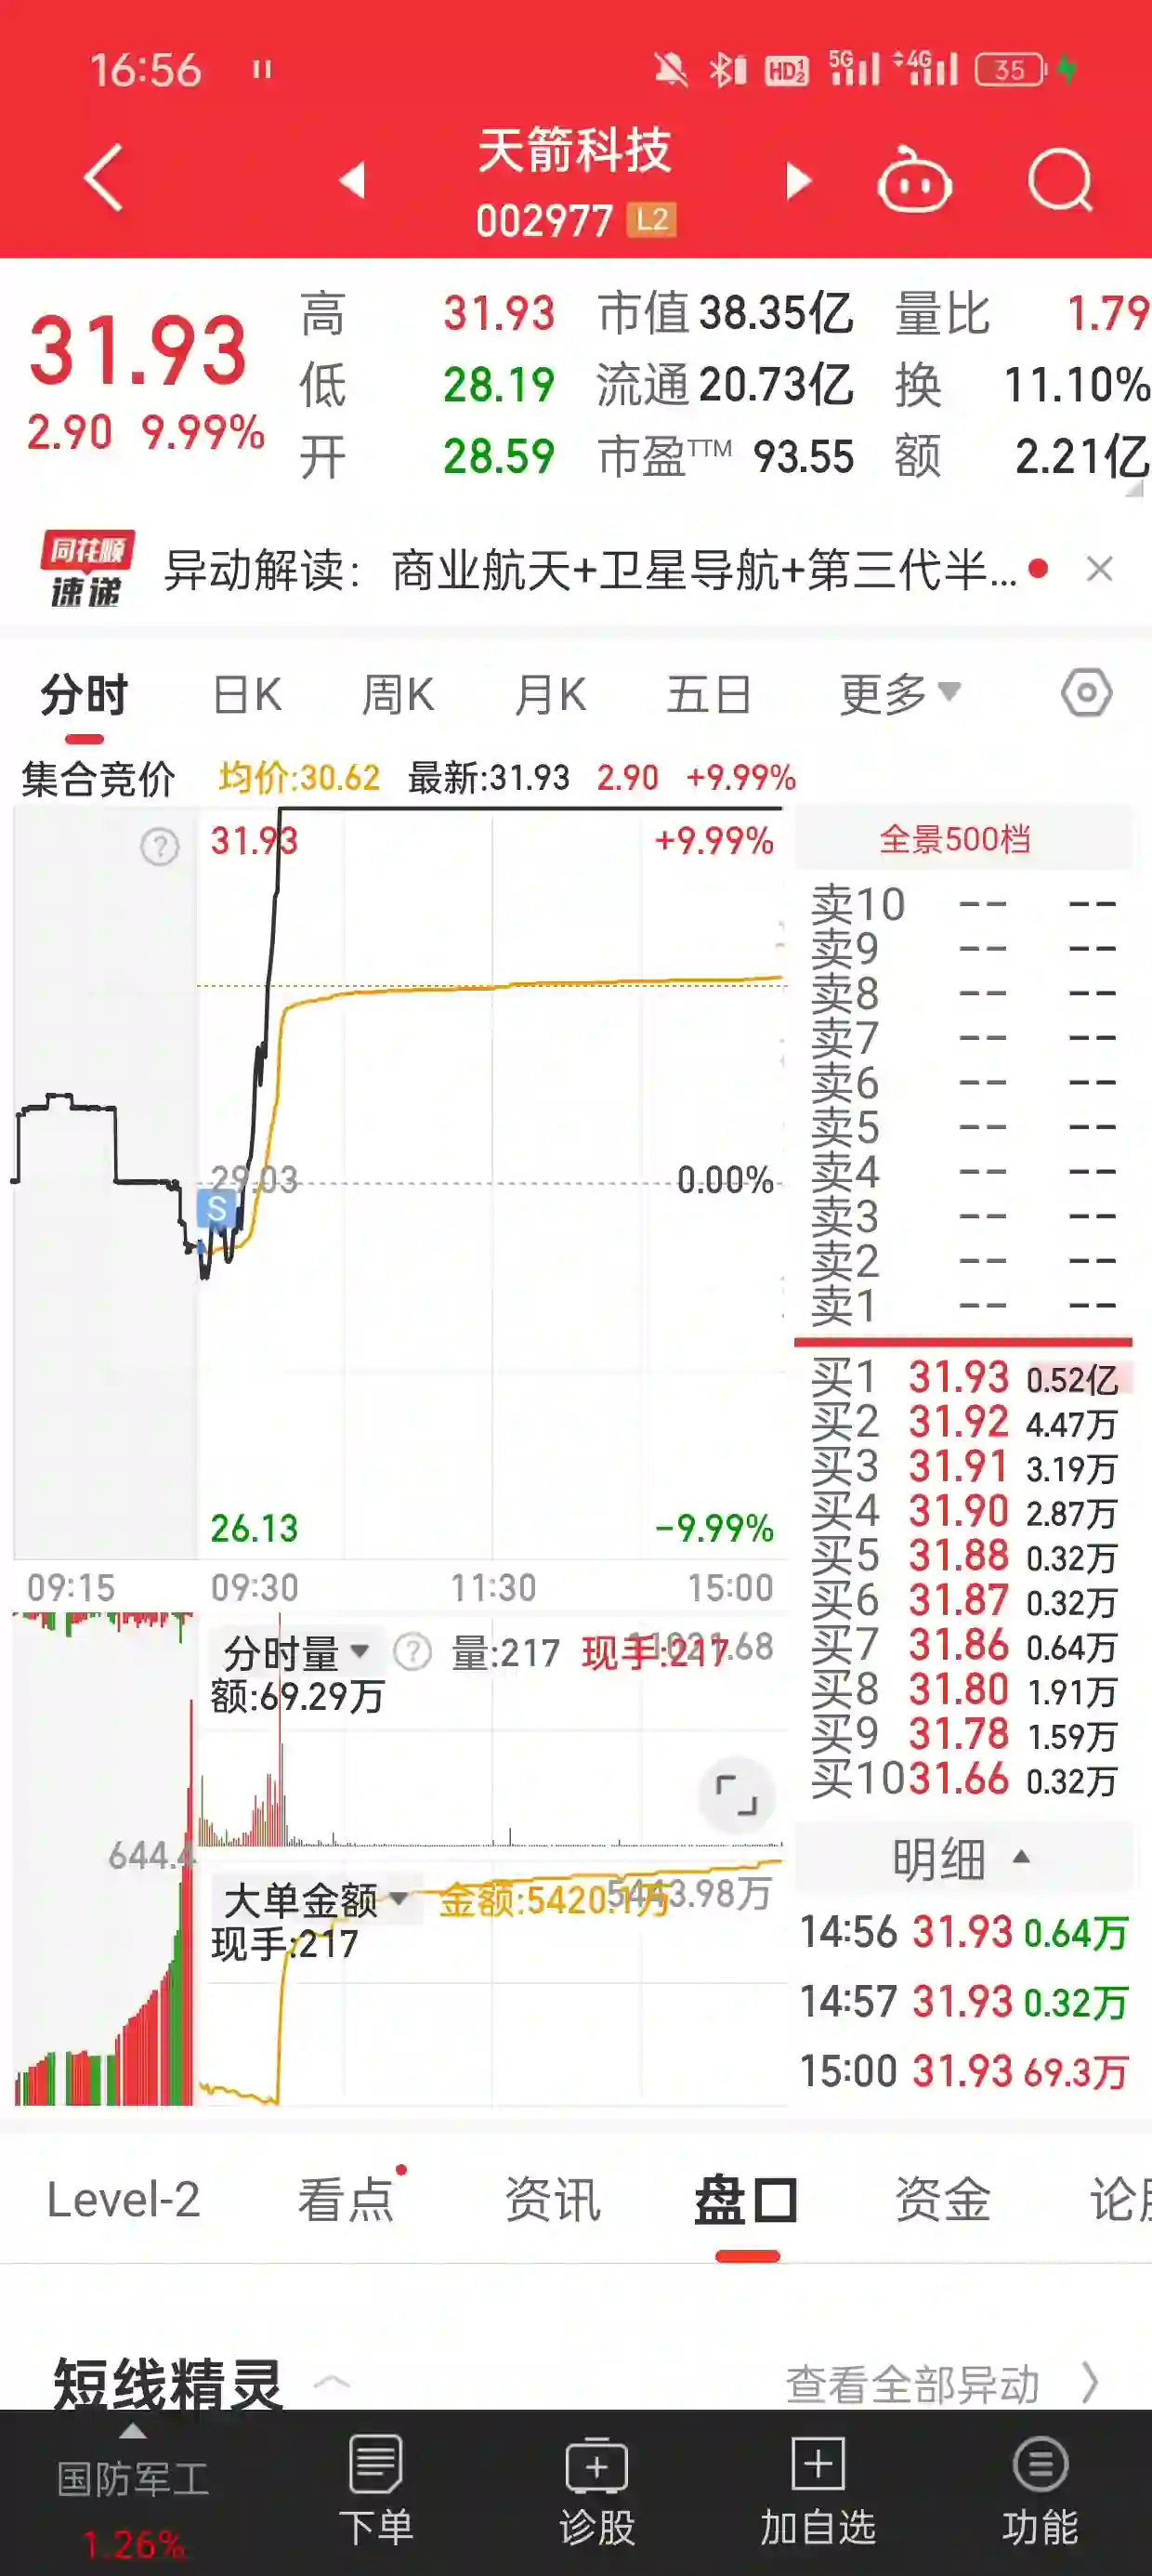 16:56
HD 1 2 5G 4G 35
天箭科技
002977 L2
31.93
2.90 9.99%
高 31.93 市值 38.35亿 量比 1.79
低 28.19 流通 20.73亿 换 11.10%
开 28.59 市盈TTM 93.55 额 2.21亿
同花顺
速递
异动解读：商业航天+卫星导航+第三代半...
分时 日K 周K 月K 五日 更多
集合竞价 均价:30.62 最新:31.93 2.90 +9.99%
31.93 +9.99%
29.03 0.00%
S
26.13 -9.99%
09:15 09:30 11:30 15:00
分时量 ? 量:217 现手:217
额:69.29万
644.4
大单金额 金额:5420.1万 5443.98万
现手:217
全景500档
卖10 -- --
卖9 -- --
卖8 -- --
卖7 -- --
卖6 -- --
卖5 -- --
卖4 -- --
卖3 -- --
卖2 -- --
卖1 -- --
买1 31.93 0.52亿
买2 31.92 4.47万
买3 31.91 3.19万
买4 31.90 2.87万
买5 31.88 0.32万
买6 31.87 0.32万
买7 31.86 0.64万
买8 31.80 1.91万
买9 31.78 1.59万
买10 31.66 0.32万
明细
14:56 31.93 0.64万
14:57 31.93 0.32万
15:00 31.93 69.3万
Level-2 看点 资讯 盘口 资金 论股
短线精灵 查看全部异动
国防军工
1.26%
下单 诊股 加自选 功能